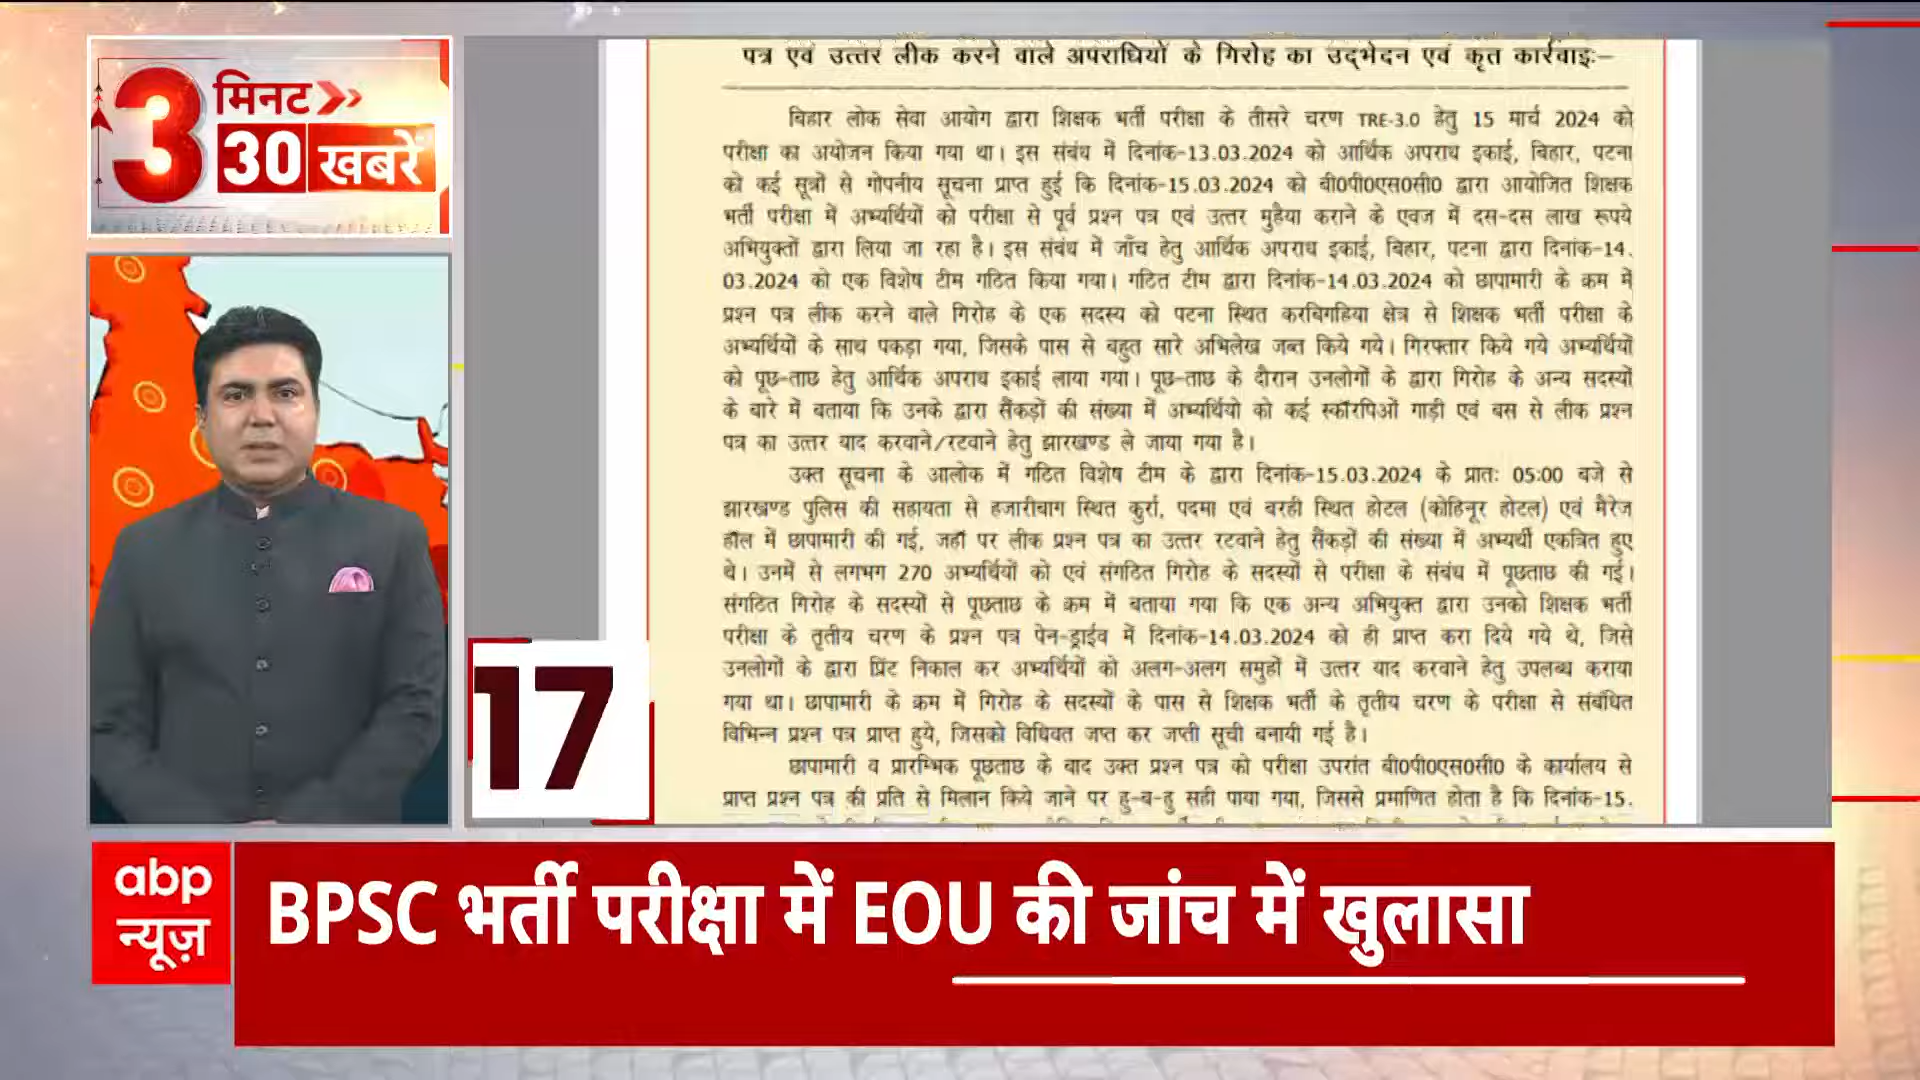 3 मिनट
30 खबरें
पत्र एवं उत्तर लीक करने वाले अपराधियों के गिरोह का उद्भेदन एवं कृत कार्रवाई:–
बिहार लोक सेवा आयोग द्वारा शिक्षक भर्ती परीक्षा के तीसरे चरण TRE-3.0 हेतु 15 मार्च 2024 को
परीक्षा का अयोजन किया गया था। इस संबंध में दिनांक-13.03.2024 को आर्थिक अपराध इकाई, बिहार, पटना
को कई सूत्रों से गोपनीय सूचना प्राप्त हुई कि दिनांक-15.03.2024 को बी0पी0एस0सी0 द्वारा आयोजित शिक्षक
भर्ती परीक्षा में अभ्यर्थियों को परीक्षा से पूर्व प्रश्न पत्र एवं उत्तर मुहैया कराने के एवज में दस-दस लाख रूपये
अभियुक्तों द्वारा लिया जा रहा है। इस संबंध में जाँच हेतु आर्थिक अपराध इकाई, बिहार, पटना द्वारा दिनांक-14.
03.2024 को एक विशेष टीम गठित किया गया। गठित टीम द्वारा दिनांक-14.03.2024 को छापामारी के क्रम में
प्रश्न पत्र लीक करने वाले गिरोह के एक सदस्य को पटना स्थित करबिगहिया क्षेत्र से शिक्षक भर्ती परीक्षा के
अभ्यर्थियों के साथ पकड़ा गया, जिसके पास से बहुत सारे अभिलेख जब्त किये गये। गिरफ्तार किये गये अभ्यर्थियों
को पूछ-ताछ हेतु आर्थिक अपराध इकाई लाया गया। पूछ-ताछ के दौरान उनलोगों के द्वारा गिरोह के अन्य सदस्यों
के बारे में बताया कि उनके द्वारा सैंकड़ों की संख्या में अभ्यर्थियो को कई स्कॉरपिओं गाड़ी एवं बस से लीक प्रश्न
पत्र का उत्तर याद करवाने/रटवाने हेतु झारखण्ड ले जाया गया है।
उक्त सूचना के आलोक में गठित विशेष टीम के द्वारा दिनांक-15.03.2024 के प्रातः 05:00 बजे से
झारखण्ड पुलिस की सहायता से हजारीबाग स्थित कुर्रा, पदमा एवं बरही स्थित होटल (कोहिनूर होटल) एवं मैरेज
हॉल में छापामारी की गई, जहाँ पर लीक प्रश्न पत्र का उत्तर रटवाने हेतु सैंकड़ों की संख्या में अभ्यर्थी एकत्रित हुए
थे। उनमें से लगभग 270 अभ्यर्थियों को एवं संगठित गिरोह के सदस्यों से परीक्षा के संबंध में पूछताछ की गई।
संगठित गिरोह के सदस्यों से पूछताछ के क्रम में बताया गया कि एक अन्य अभियुक्त द्वारा उनको शिक्षक भर्ती
परीक्षा के तृतीय चरण के प्रश्न पत्र पेन-ड्राईव में दिनांक-14.03.2024 को ही प्राप्त करा दिये गये थे, जिसे
उनलोगों के द्वारा प्रिंट निकाल कर अभ्यर्थियों को अलग-अलग समुहों में उत्तर याद करवाने हेतु उपलब्ध कराया
गया था। छापामारी के क्रम में गिरोह के सदस्यों के पास से शिक्षक भर्ती के तृतीय चरण के परीक्षा से संबंधित
विभिन्न प्रश्न पत्र प्राप्त हुये, जिसको विधिवत जप्त कर जप्ती सूची बनायी गई है।
छापामारी व प्रारम्भिक पूछताछ के बाद उक्त प्रश्न पत्र को परीक्षा उपरांत बी0पी0एस0सी0 के कार्यालय से
प्राप्त प्रश्न पत्र की प्रति से मिलान किये जाने पर हु-ब-हु सही पाया गया, जिससे प्रमाणित होता है कि दिनांक-15.
17
abp
न्यूज़
BPSC भर्ती परीक्षा में EOU की जांच में खुलासा